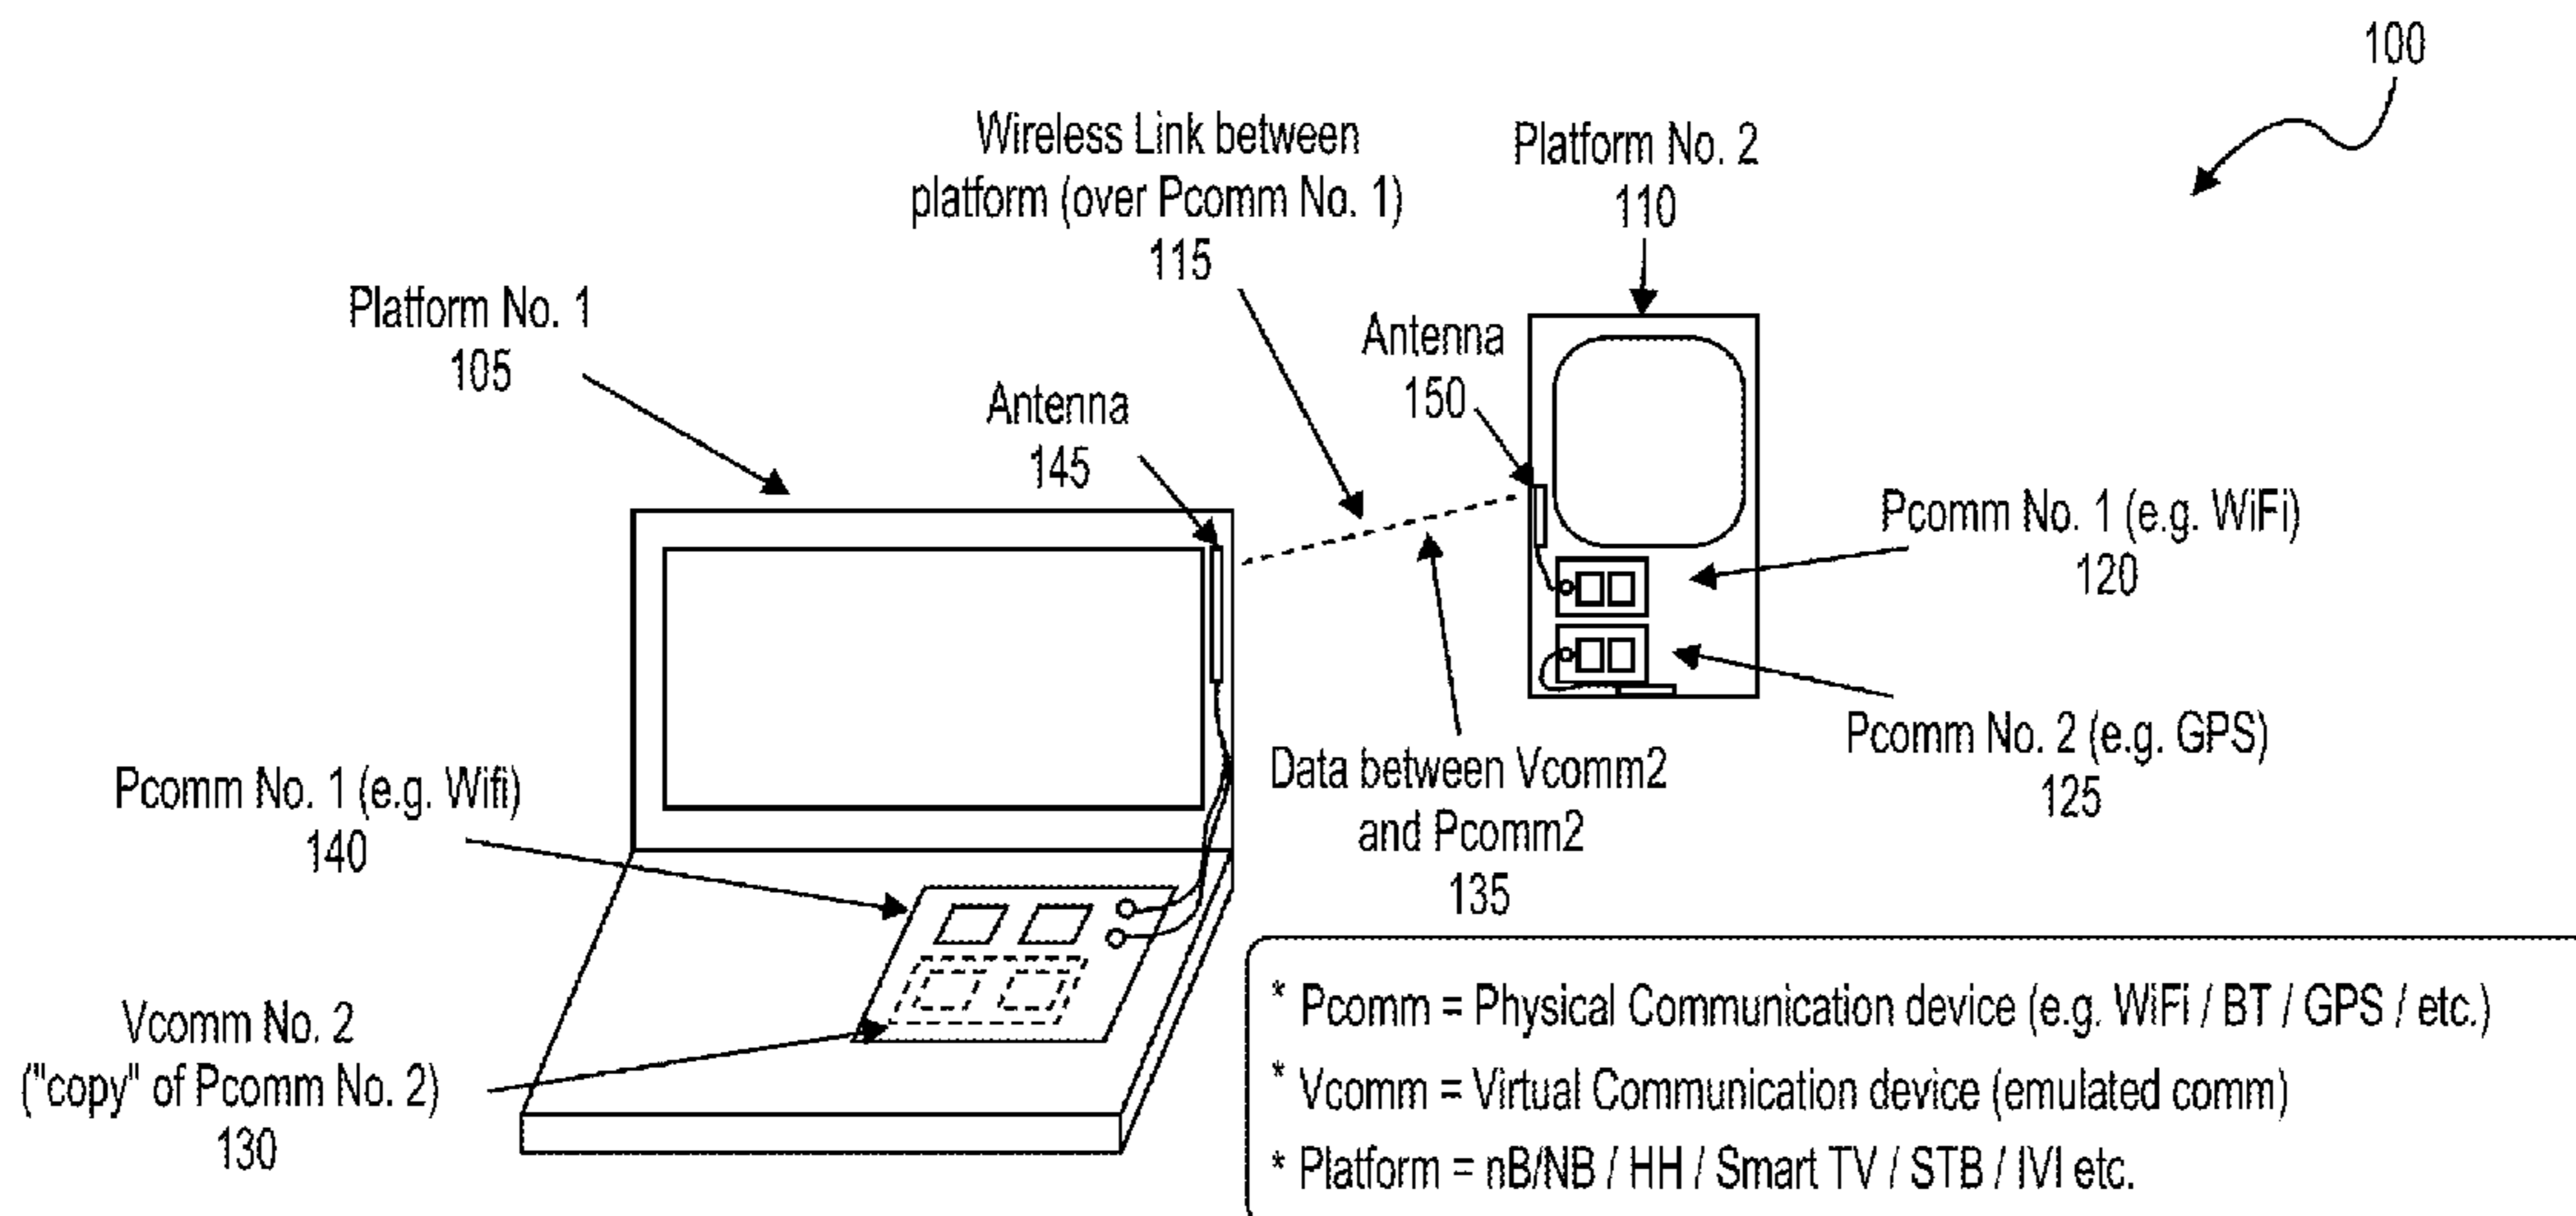 100
Wireless Link between
platform (over Pcomm No. 1)
115
Platform No. 2
110
Platform No. 1
105
Antenna
145
Antenna
150
Pcomm No. 1 (e.g. WiFi)
120
Pcomm No. 2 (e.g. GPS)
125
Data between Vcomm2
and Pcomm2
135
Pcomm No. 1 (e.g. Wifi)
140
Vcomm No. 2
("copy" of Pcomm No. 2)
130
* Pcomm = Physical Communication device (e.g. WiFi / BT / GPS / etc.)
* Vcomm = Virtual Communication device (emulated comm)
* Platform = nB/NB / HH / Smart TV / STB / IVI etc.